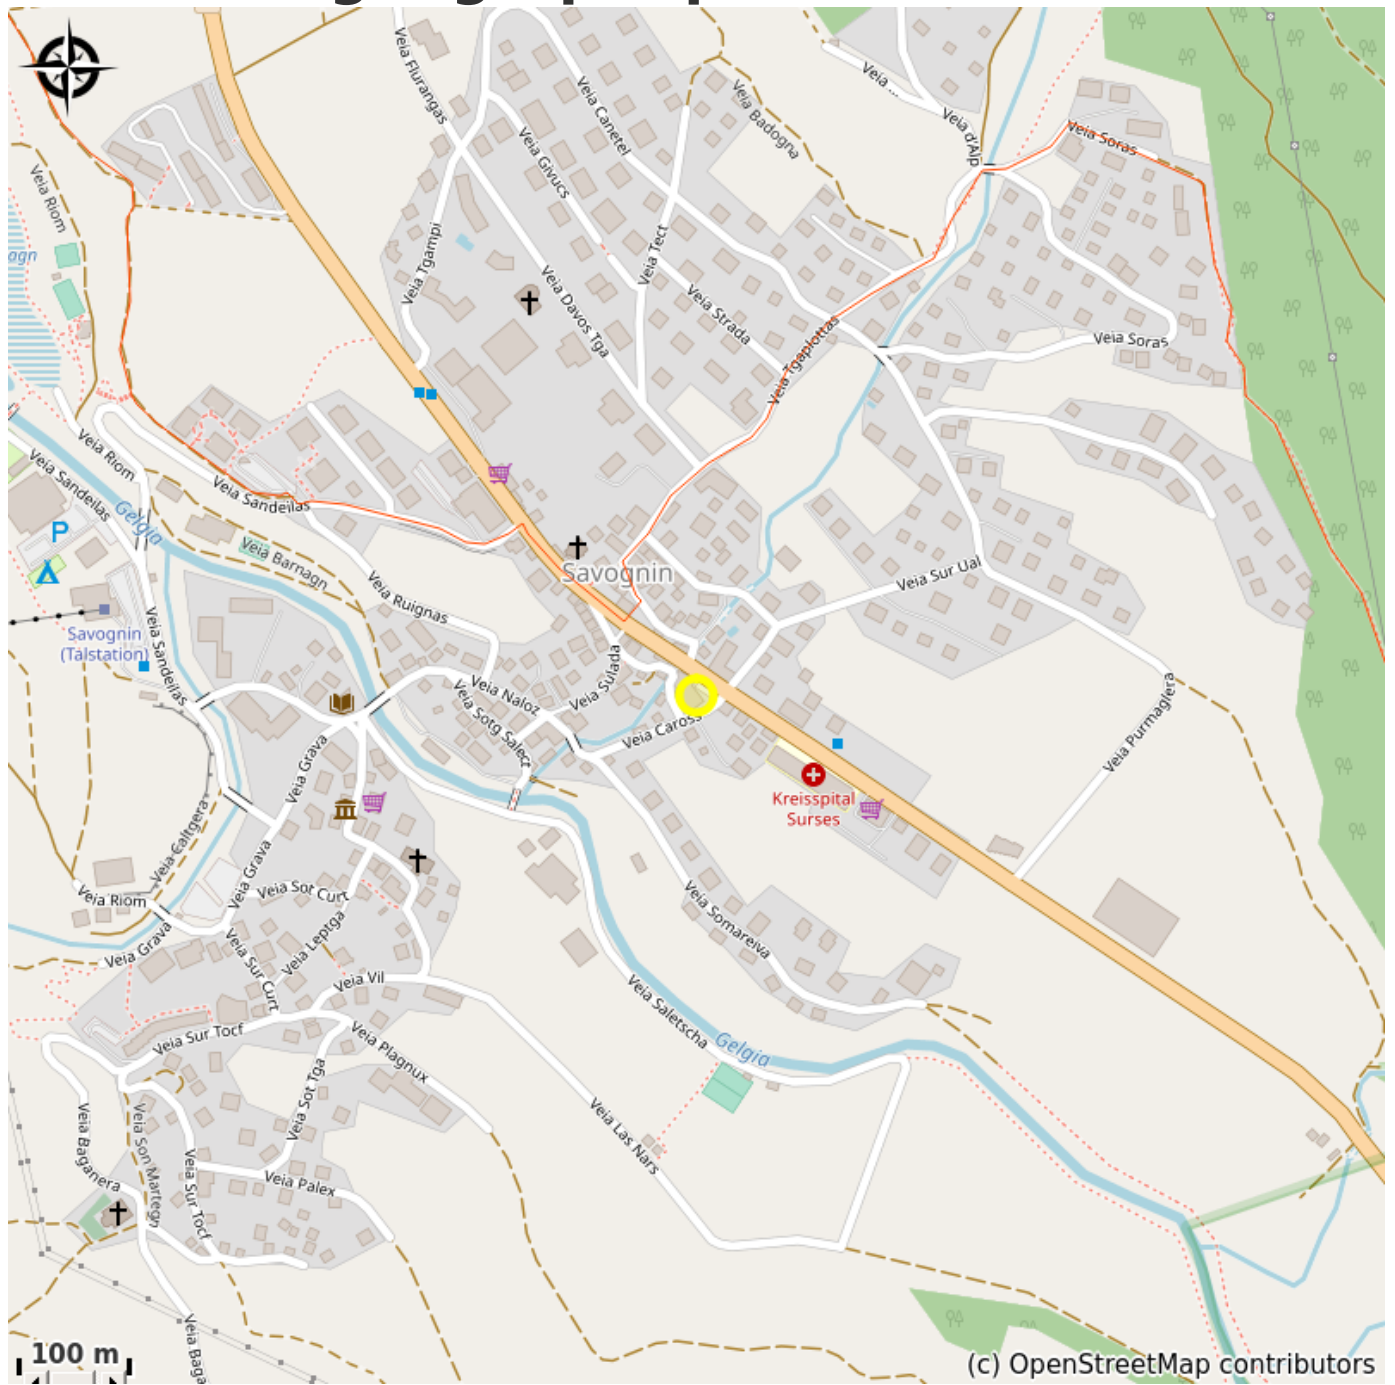 Veia Flurangas
Veia ...
Veia Canetel
Veia Badogna
Veia d'Alp
Veia Soras
Veia Givucs
Veia Riom
Veia Tgampi
Veia Tect
agn
Veia Davos Tga
Veia Strada
Veia Tgaplottas
Veia Soras
Veia Riom
Veia Sandeilas
Veia Sandeilas
Gelgia
P
Veia Barnagn
Savognin
Veia Sur Ual
Veia Ruignas
Savognin
(Talstation)
Veia Sandeilas
Veia Sulada
Veia Naloz
Veia Sotg Salect
Veia Caross
Veia Purmaglera
Veia Grava
Kreisspital
Surses
Veia Caltgera
Veia Grava
Veia Riom
Veia Sot Curt
Veia Leptga
Veia Somareiva
Veia Grava
Veia Sur Curt
Veia Vil
Veia Saletscha
Gelgia
Veia Sur Tocf
Veia Plagnux
Veia Sot Tga
Veia Las Nars
Veia Baganera
Veia Son Martegn
Veia Sur Tocf
Veia Palex
Veia Baga
100 m
(c) OpenStreetMap contributors